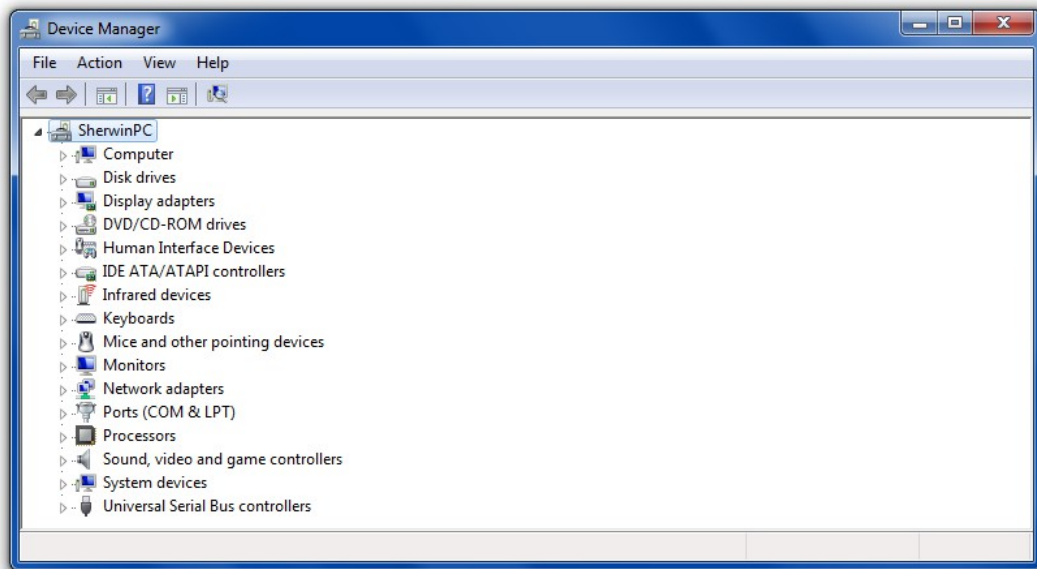 Device Manager
File Action View Help
SherwinPC
Computer
Disk drives
Display adapters
DVD/CD-ROM drives
Human Interface Devices
IDE ATA/ATAPI controllers
Infrared devices
Keyboards
Mice and other pointing devices
Monitors
Network adapters
Ports (COM & LPT)
Processors
Sound, video and game controllers
System devices
Universal Serial Bus controllers